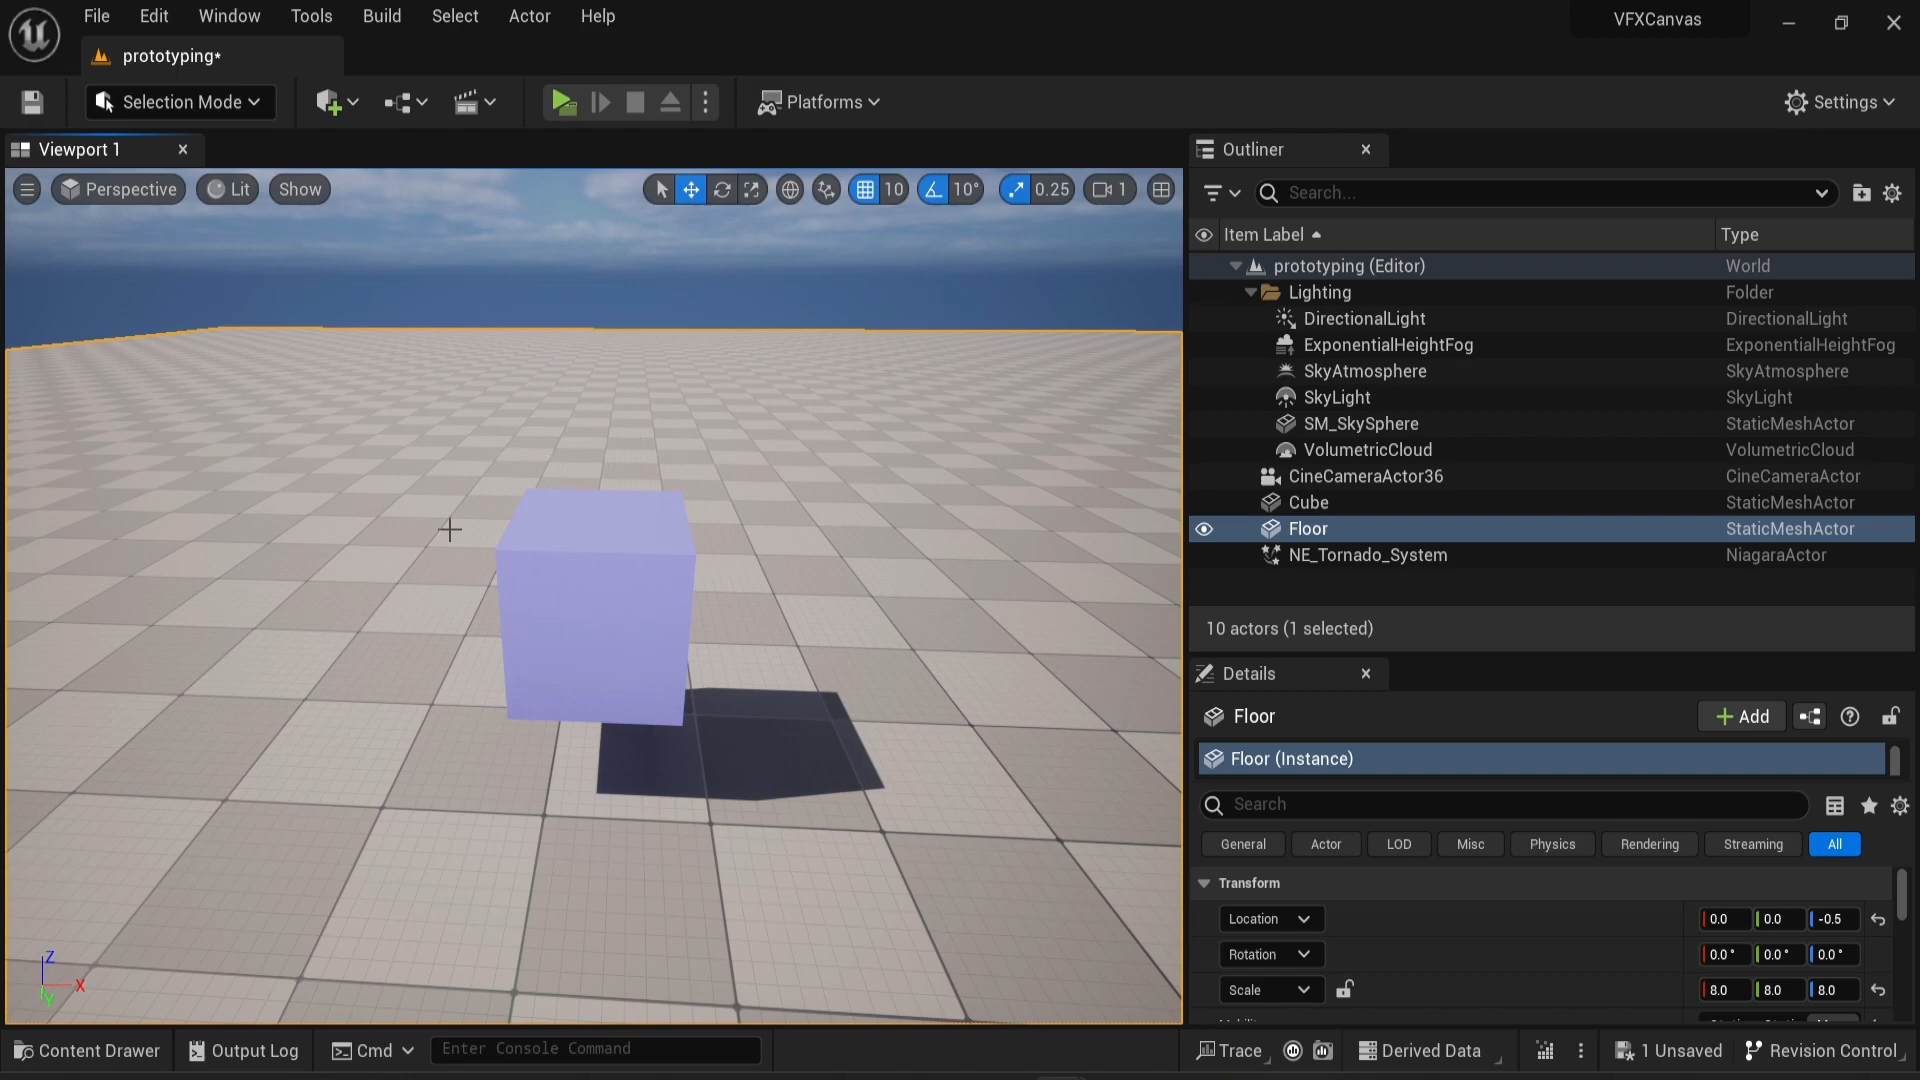 File Edit Window Tools Build Select Actor Help
VFXCanvas
prototyping*
Selection Mode
Platforms
Settings
Viewport 1
Perspective Lit Show
10 10° 0.25 1
Outliner
Search...
Item Label Type
prototyping (Editor) World
Lighting Folder
DirectionalLight DirectionalLight
ExponentialHeightFog ExponentialHeightFog
SkyAtmosphere SkyAtmosphere
SkyLight SkyLight
SM_SkySphere StaticMeshActor
VolumetricCloud VolumetricCloud
CineCameraActor36 CineCameraActor
Cube StaticMeshActor
Floor StaticMeshActor
NE_Tornado_System NiagaraActor
10 actors (1 selected)
Details
Floor Add
Floor (Instance)
Search
General Actor LOD Misc Physics Rendering Streaming All
Transform
Location 0.0 0.0 -0.5
Rotation 0.0° 0.0° 0.0°
Scale 8.0 8.0 8.0
Z
X
Y
Content Drawer Output Log Cmd Enter Console Command Trace Derived Data 1 Unsaved Revision Control